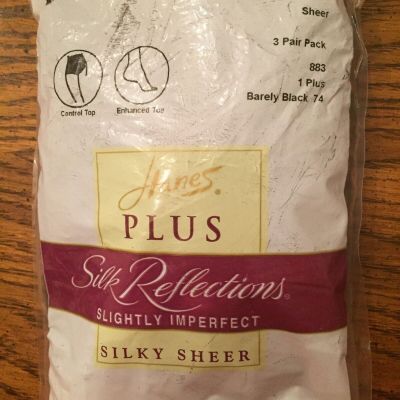 Sheer
3 Pair Pack
883
1 Plus
Barely Black 74
Control Top
Enhanced Toe
Hanes®
PLUS
Silk Reflections®
SLIGHTLY IMPERFECT
SILKY SHEER